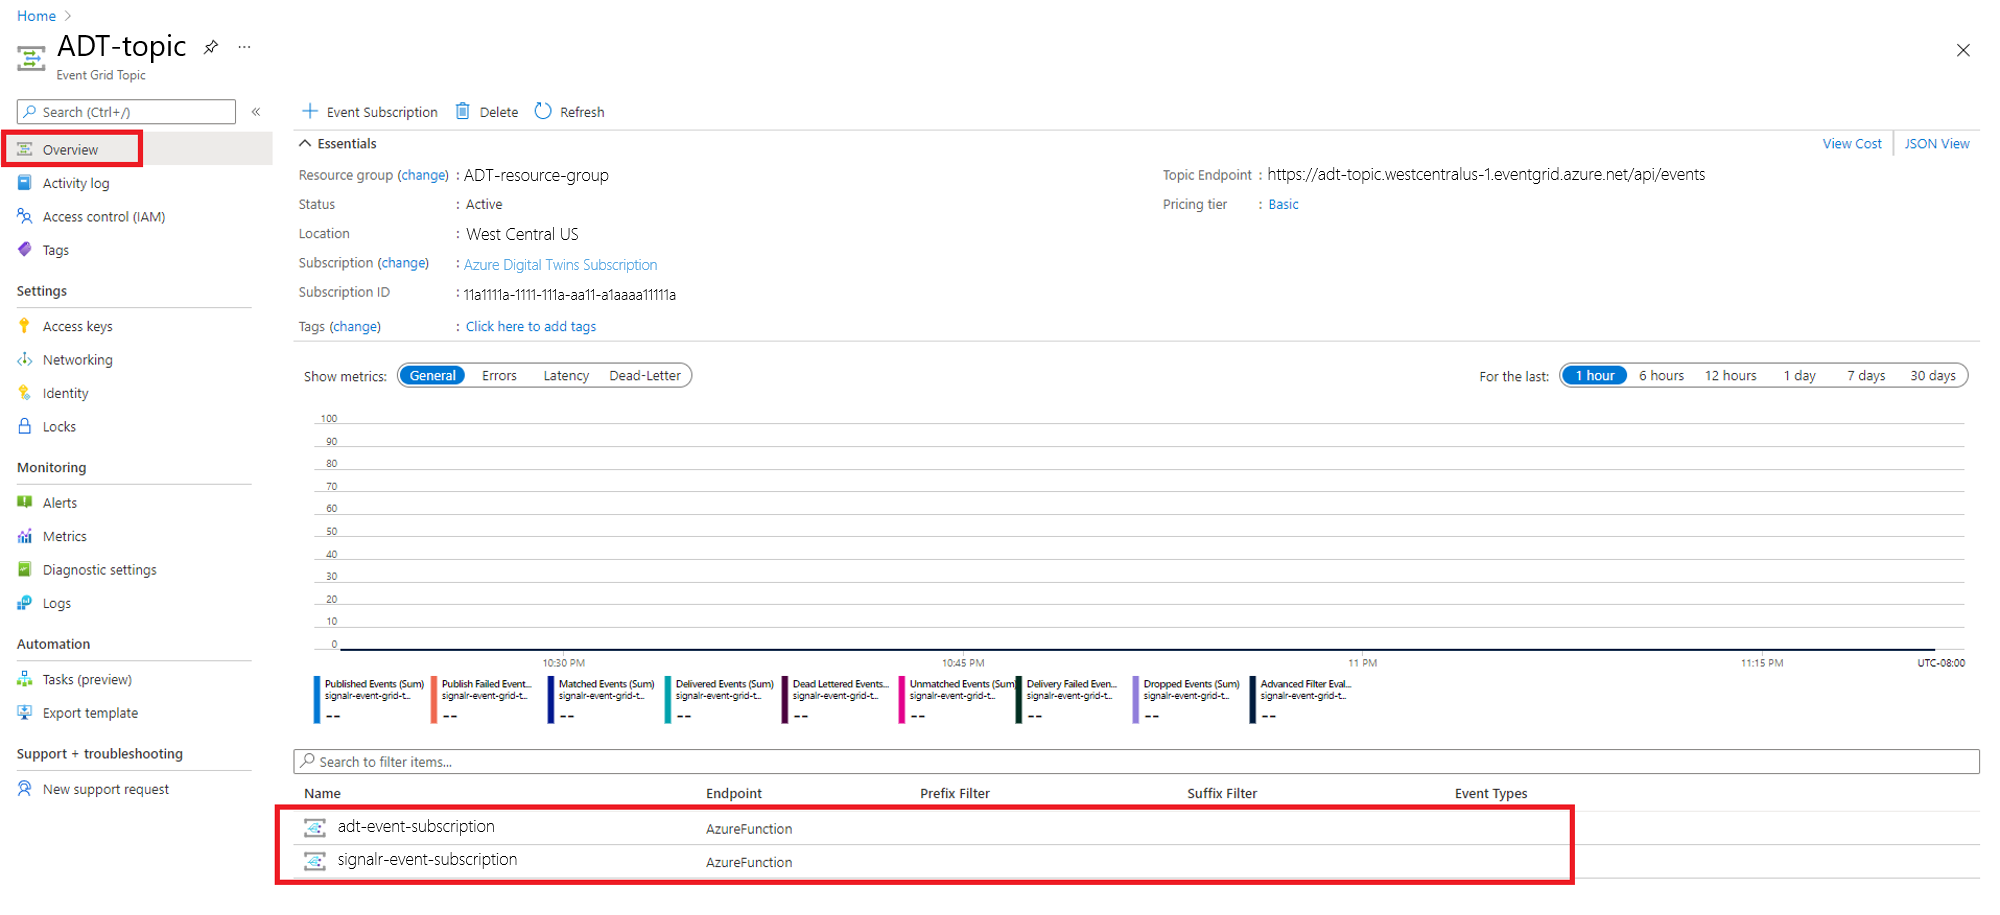 Home
ADT-topic
Event Grid Topic
Search (Ctrl+/)
Overview
Activity log
Access control (IAM)
Tags
Settings
Access keys
Networking
Identity
Locks
Monitoring
Alerts
Metrics
Diagnostic settings
Logs
Automation
Tasks (preview)
Export template
Support + troubleshooting
New support request
Event Subscription Delete Refresh
Essentials
View Cost JSON View
Resource group (change) : ADT-resource-group
Status : Active
Location : West Central US
Subscription (change) : Azure Digital Twins Subscription
Subscription ID : 11a1111a-1111-111a-aa11-a1aaaa11111a
Tags (change) : Click here to add tags
Topic Endpoint : https://adt-topic.westcentralus-1.eventgrid.azure.net/api/events
Pricing tier : Basic
Show metrics: General Errors Latency Dead-Letter
For the last: 1 hour 6 hours 12 hours 1 day 7 days 30 days
100
90
80
70
60
50
40
30
20
10
0
10:30 PM 10:45 PM 11 PM 11:15 PM UTC-08:00
Published Events (Sum)
signalr-event-grid-t...
--
Publish Failed Event...
signalr-event-grid-t...
--
Matched Events (Sum)
signalr-event-grid-t...
--
Delivered Events (Sum)
signalr-event-grid-t...
--
Dead Lettered Events...
signalr-event-grid-t...
--
Unmatched Events (Sum)
signalr-event-grid-t...
--
Delivery Failed Even...
signalr-event-grid-t...
--
Dropped Events (Sum)
signalr-event-grid-t...
--
Advanced Filter Eval...
signalr-event-grid-t...
--
Search to filter items...
Name Endpoint Prefix Filter Suffix Filter Event Types
adt-event-subscription AzureFunction
signalr-event-subscription AzureFunction